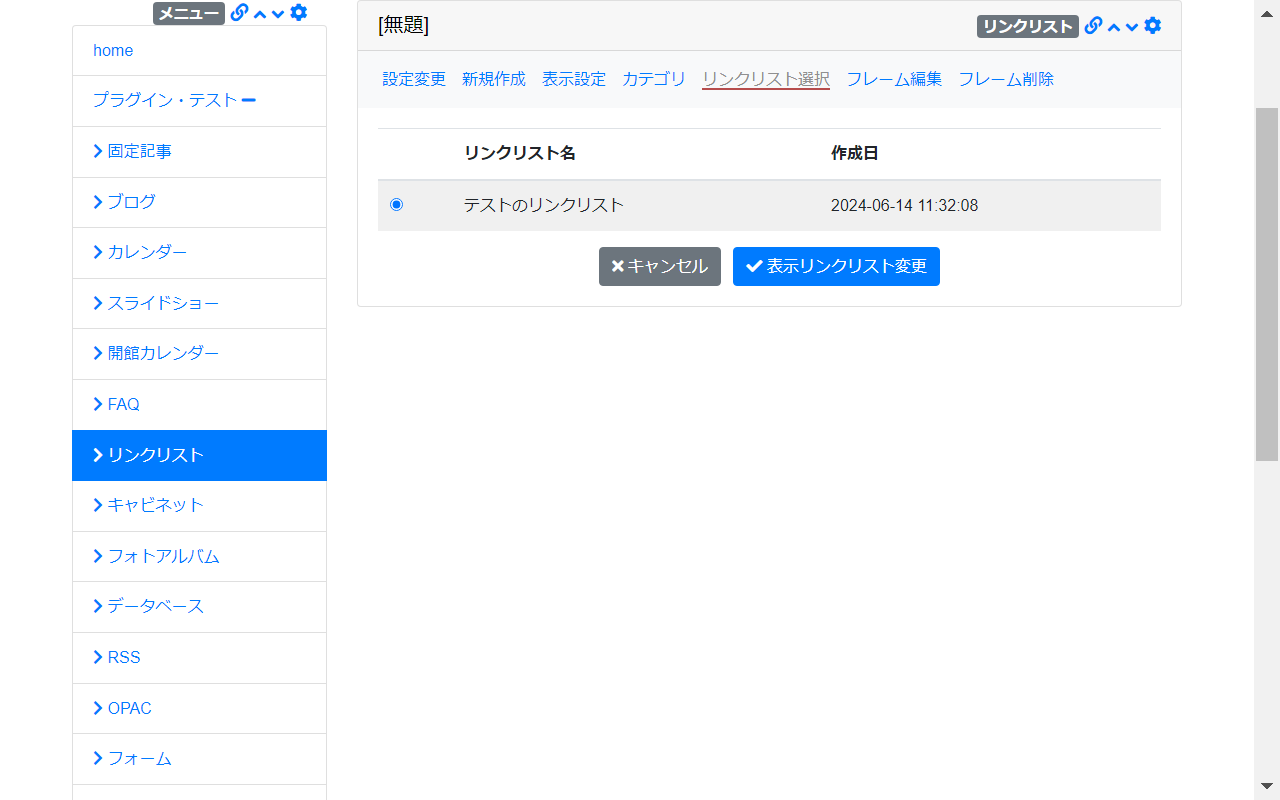 メニュー
home
プラグイン・テスト
固定記事
ブログ
カレンダー
スライドショー
開館カレンダー
FAQ
リンクリスト
キャビネット
フォトアルバム
データベース
RSS
OPAC
フォーム
[無題]
リンクリスト
設定変更 新規作成 表示設定 カテゴリ リンクリスト選択 フレーム編集 フレーム削除
リンクリスト名 作成日
テストのリンクリスト 2024-06-14 11:32:08
キャンセル 表示リンクリスト変更